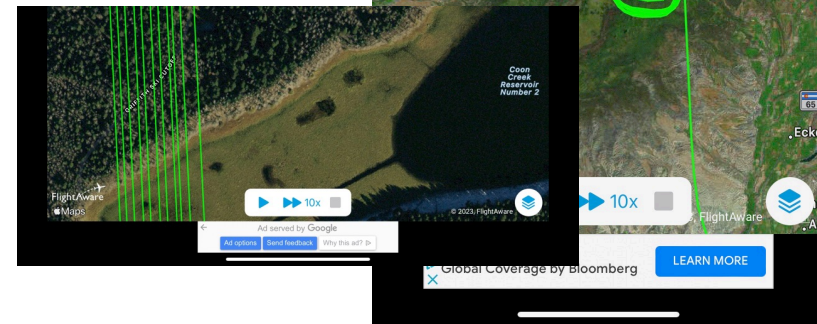 Coon
Creek
Reservoir
Number 2
FlightAware
Maps
10x
© 2023, FlightAware
Ad served by Google
Ad options
Send feedback
Why this ad?
65
Ecke
10x
s, FlightAware
A
Global Coverage by Bloomberg
LEARN MORE